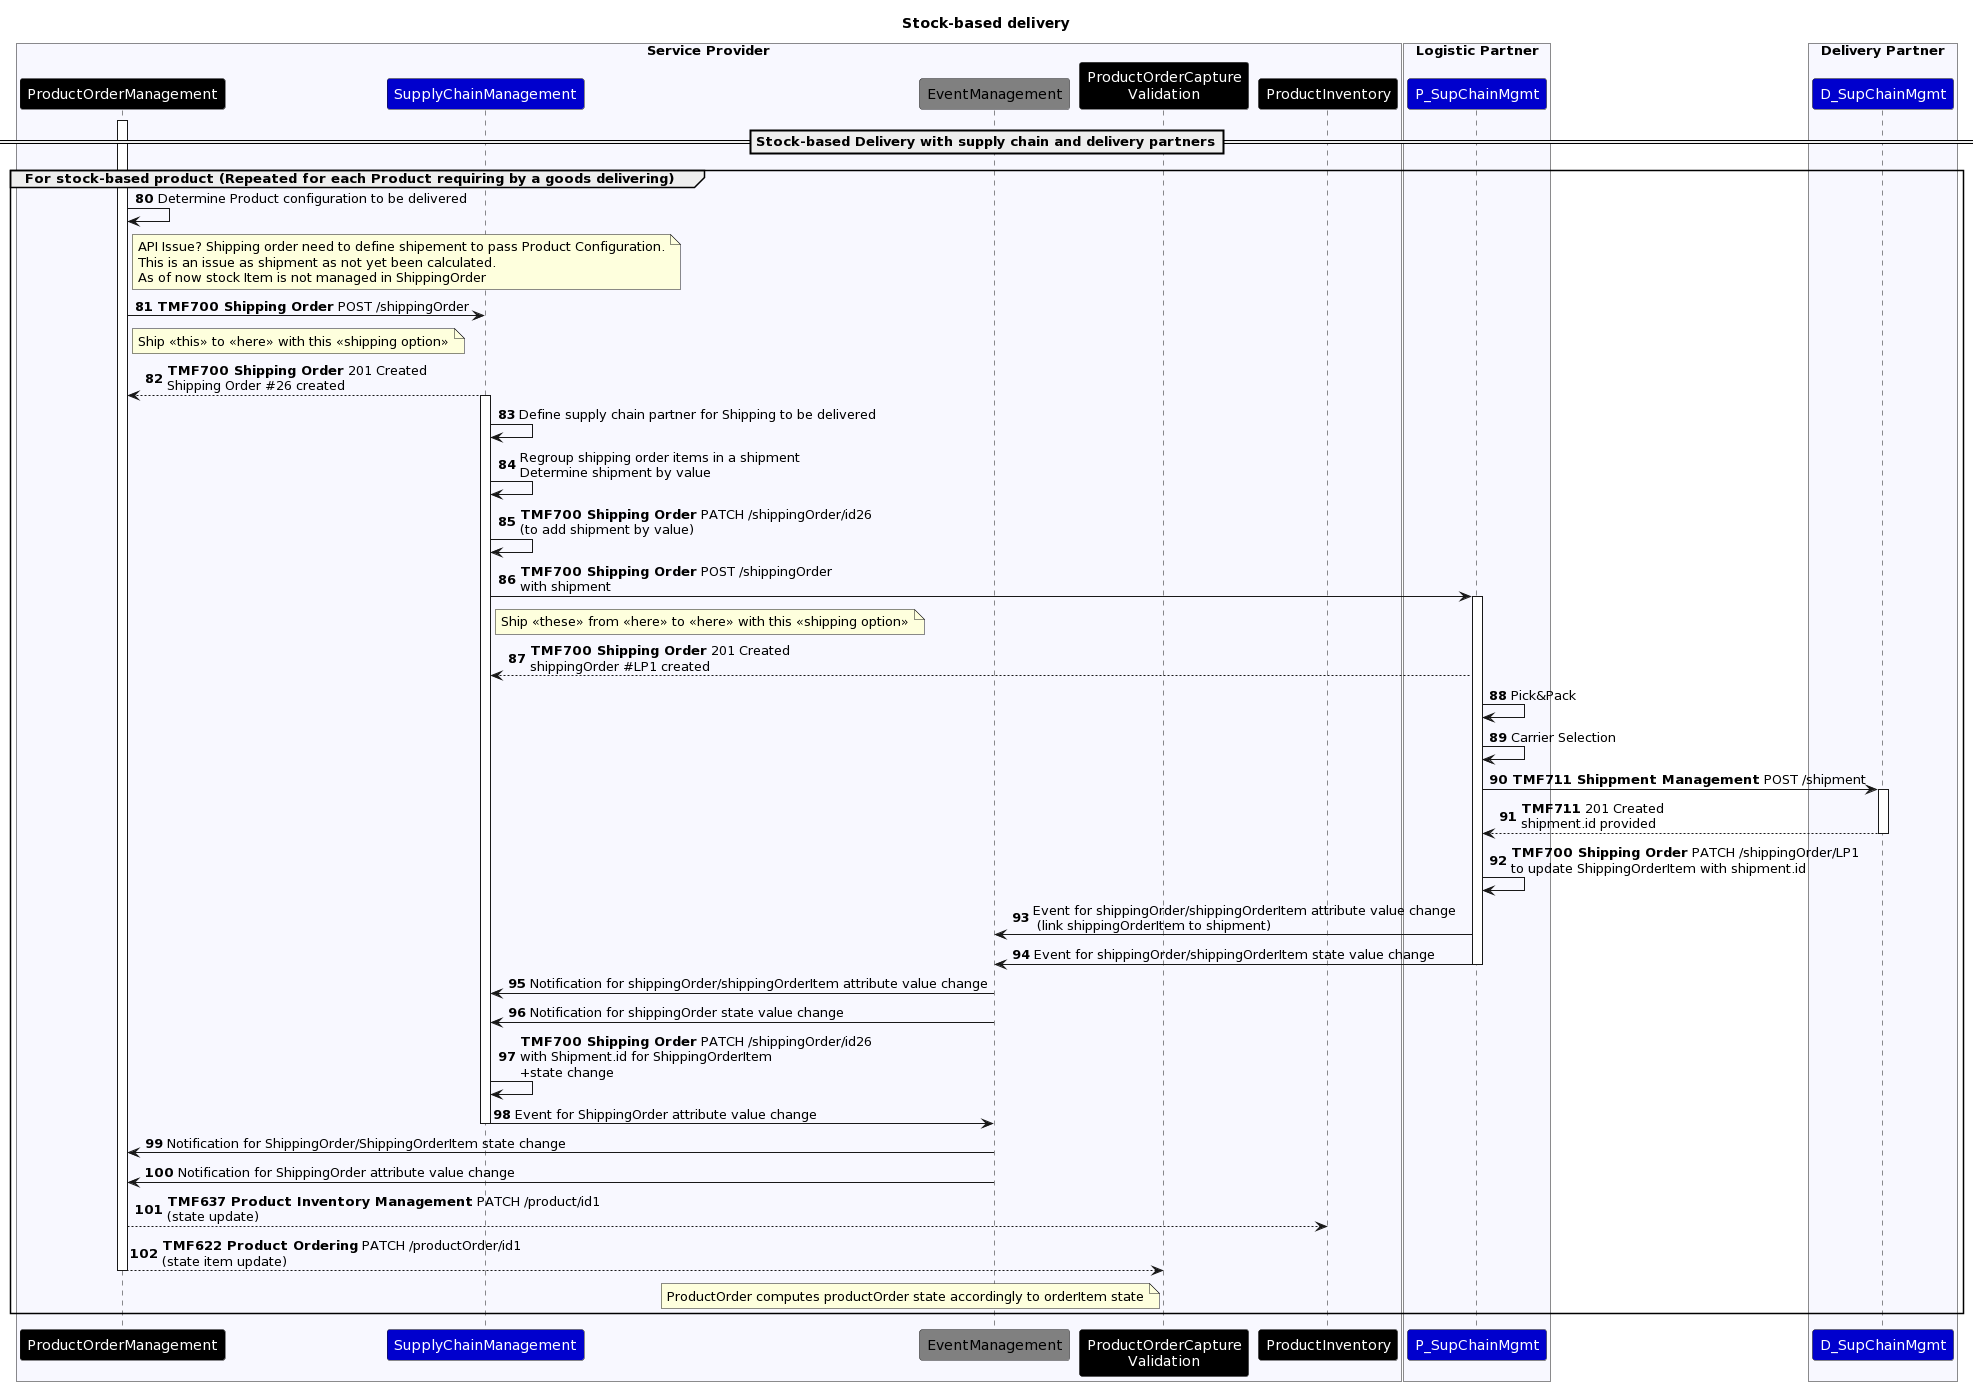 Stock-based delivery
Service Provider
Logistic Partner
Delivery Partner
ProductOrderManagement
SupplyChainManagement
EventManagement
ProductOrderCapture
Validation
ProductInventory
P_SupChainMgmt
D_SupChainMgmt
Stock-based Delivery with supply chain and delivery partners
For stock-based product (Repeated for each Product requiring by a goods delivering)
80 Determine Product configuration to be delivered
API Issue? Shipping order need to define shipement to pass Product Configuration.
This is an issue as shipment as not yet been calculated.
As of now stock Item is not managed in ShippingOrder
81 TMF700 Shipping Order POST /shippingOrder
Ship «this» to «here» with this «shipping option»
82 TMF700 Shipping Order 201 Created
Shipping Order #26 created
83 Define supply chain partner for Shipping to be delivered
84 Regroup shipping order items in a shipment
Determine shipment by value
85 TMF700 Shipping Order PATCH /shippingOrder/id26
(to add shipment by value)
86 TMF700 Shipping Order POST /shippingOrder
with shipment
Ship «these» from «here» to «here» with this «shipping option»
87 TMF700 Shipping Order 201 Created
shippingOrder #LP1 created
88 Pick&Pack
89 Carrier Selection
90 TMF711 Shippment Management POST /shipment
91 TMF711 201 Created
shipment.id provided
92 TMF700 Shipping Order PATCH /shippingOrder/LP1
to update ShippingOrderItem with shipment.id
93 Event for shippingOrder/shippingOrderItem attribute value change
(link shippingOrderItem to shipment)
94 Event for shippingOrder/shippingOrderItem state value change
95 Notification for shippingOrder/shippingOrderItem attribute value change
96 Notification for shippingOrder state value change
97 TMF700 Shipping Order PATCH /shippingOrder/id26
with Shipment.id for ShippingOrderItem
+state change
98 Event for ShippingOrder attribute value change
99 Notification for ShippingOrder/ShippingOrderItem state change
100 Notification for ShippingOrder attribute value change
101 TMF637 Product Inventory Management PATCH /product/id1
(state update)
102 TMF622 Product Ordering PATCH /productOrder/id1
(state item update)
ProductOrder computes productOrder state accordingly to orderItem state
ProductOrderManagement
SupplyChainManagement
EventManagement
ProductOrderCapture
Validation
ProductInventory
P_SupChainMgmt
D_SupChainMgmt